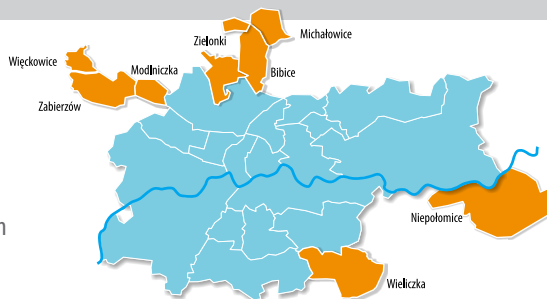 Michałowice
Zielonki
Więckowice
Modlniczka
Bibice
Zabierzów
m
Niepołomice
Wieliczka